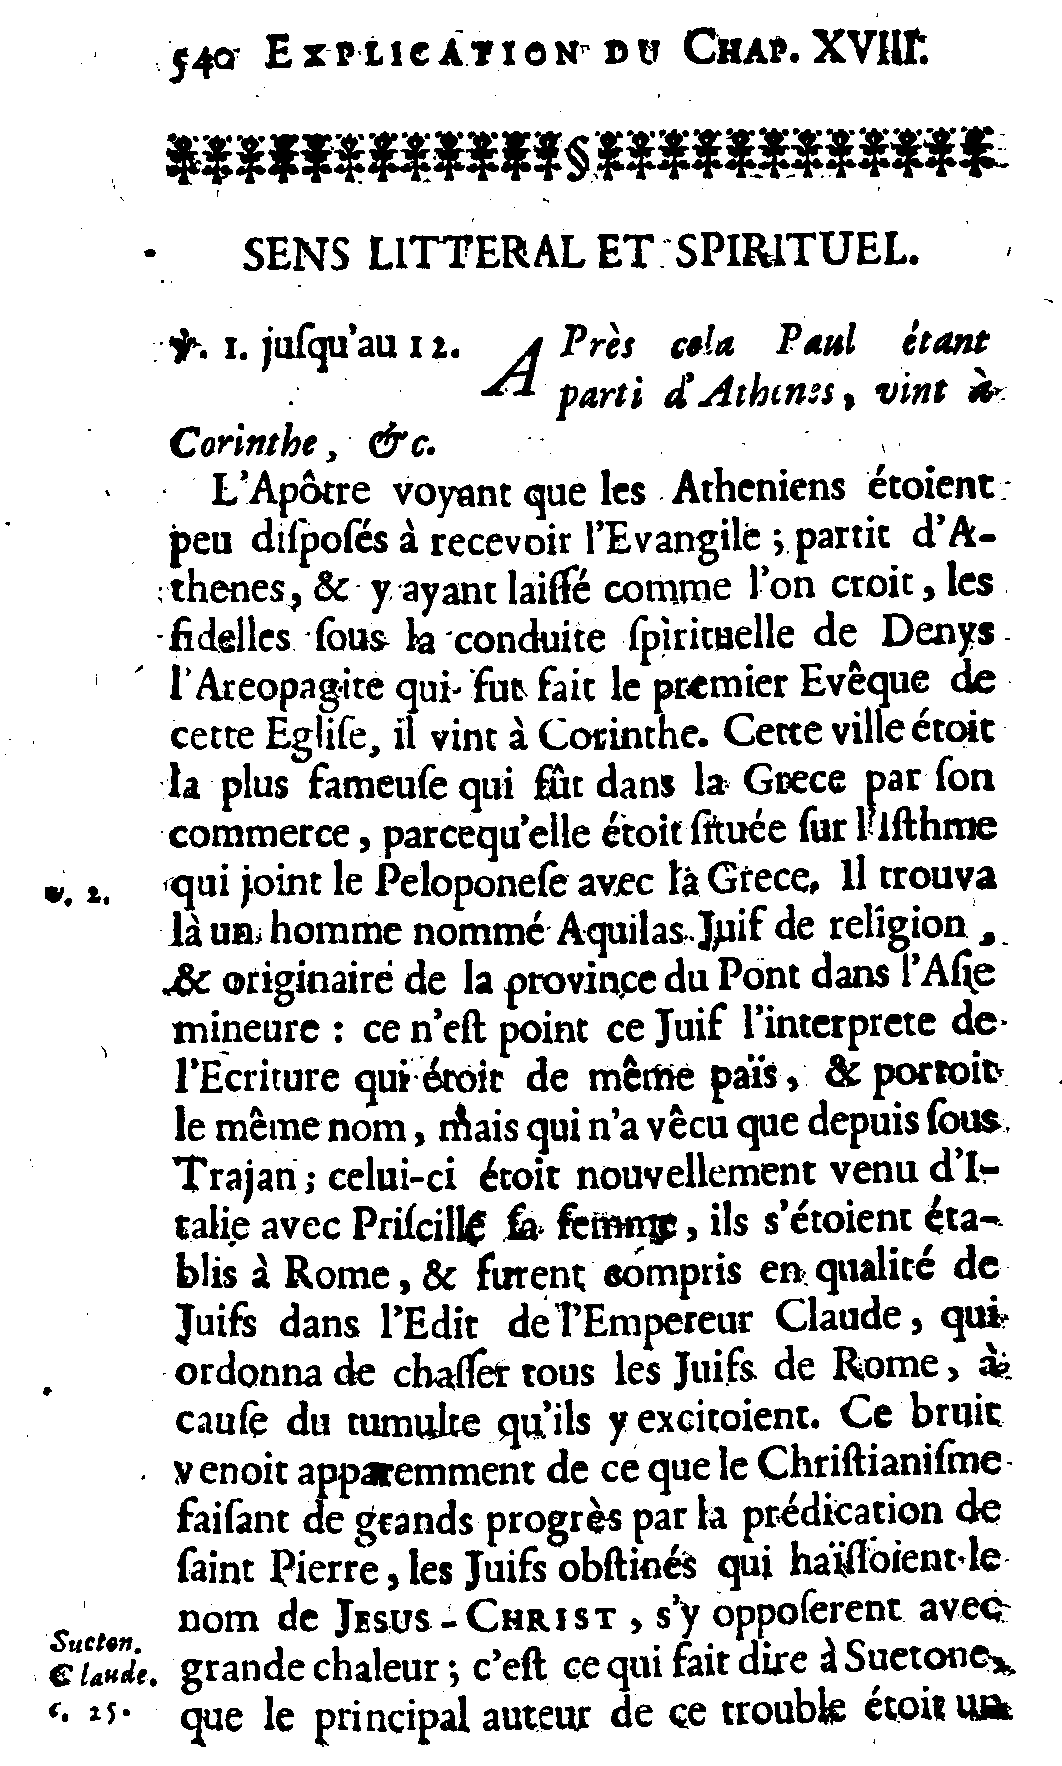 540 EXPLICATION DU CHAP. XVIII.
SENS LITTERAL ET SPIRITUEL.
℣. 1. juſqu'au 12. APrès cela Paul étant
parti d'Athenes, vint à
Corinthe, &c.
L'Apôtre voyant que les Atheniens étoient
peu diſpoſés à recevoir l'Evangile ; partit d'A-
thenes, & y ayant laiſſé comme l'on croit, les
fidelles ſous la conduite ſpirituelle de Denys
l'Areopagite qui fut fait le premier Evêque de
cette Egliſe, il vint à Corinthe. Cette ville étoit
la plus fameuſe qui fût dans la Grece par ſon
commerce, parcequ'elle étoit ſituée ſur l'Iſthme
℣. 2. qui joint le Peloponeſe avec la Grece. Il trouva
là un homme nommé Aquilas Juif de religion,
& originaire de la province du Pont dans l'Aſie
mineure : ce n'eſt point ce Juif l'interprete de
l'Ecriture qui étoit de même païs, & portoit
le même nom, mais qui n'a vêcu que depuis ſous
Trajan ; celui-ci étoit nouvellement venu d'I-
talie avec Priſcille ſa femme, ils s'étoient éta-
blis à Rome, & furent compris en qualité de
Juifs dans l'Edit de l'Empereur Claude, qui
ordonna de chaſſer tous les Juifs de Rome, à
cauſe du tumulte qu'ils y excitoient. Ce bruit
venoit apparemment de ce que le Chriſtianiſme
faiſant de grands progrès par la prédication de
ſaint Pierre, les Juifs obſtinés qui haïſſoient le
nom de JESUS-CHRIST, s'y oppoſerent avec
Sueton.
Claude. grande chaleur ; c'eſt ce qui fait dire à Suetone,
c. 25. que le principal auteur de ce trouble étoit un